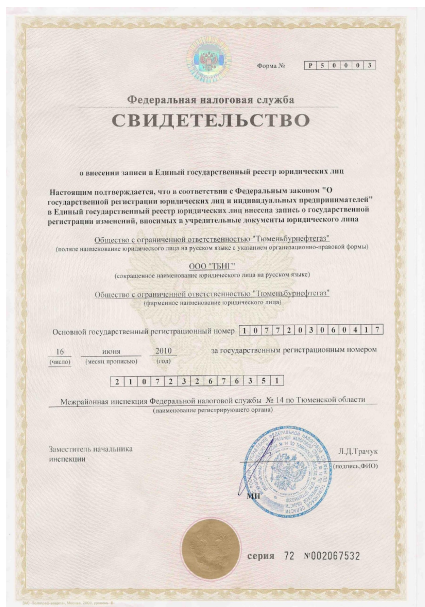 Форма № Р 5 0 0 0 3
Федеральная налоговая служба
СВИДЕТЕЛЬСТВО
о внесении записи в Единый государственный реестр юридических лиц
Настоящим подтверждается, что в соответствии с Федеральным законом "О
государственной регистрации юридических лиц и индивидуальных предпринимателей"
в Единый государственный реестр юридических лиц внесена запись о государственной
регистрации изменений, вносимых в учредительные документы юридического лица
Общество с ограниченной ответственностью "Тюменьбурнефтегаз"
(полное наименование юридического лица на русском языке с указанием организационно-правовой формы)
ООО "ТБНГ"
(сокращенное наименование юридического лица на русском языке)
Общество с ограниченной ответственностью "Тюменьбурнефтегаз"
(фирменное наименование юридического лица)
Основной государственный регистрационный номер 1 0 7 7 2 0 3 0 6 0 4 1 7
16 июня 2010 за государственным регистрационным номером
(число) (месяц прописью) (год)
2 1 0 7 2 3 2 6 7 6 3 5 1
Межрайонная инспекция Федеральной налоговой службы № 14 по Тюменской области
(наименование регистрирующего органа)
Заместитель начальника
инспекции
Л.Д.Трачук
(подпись, ФИО)
МП
серия 72 №002067532